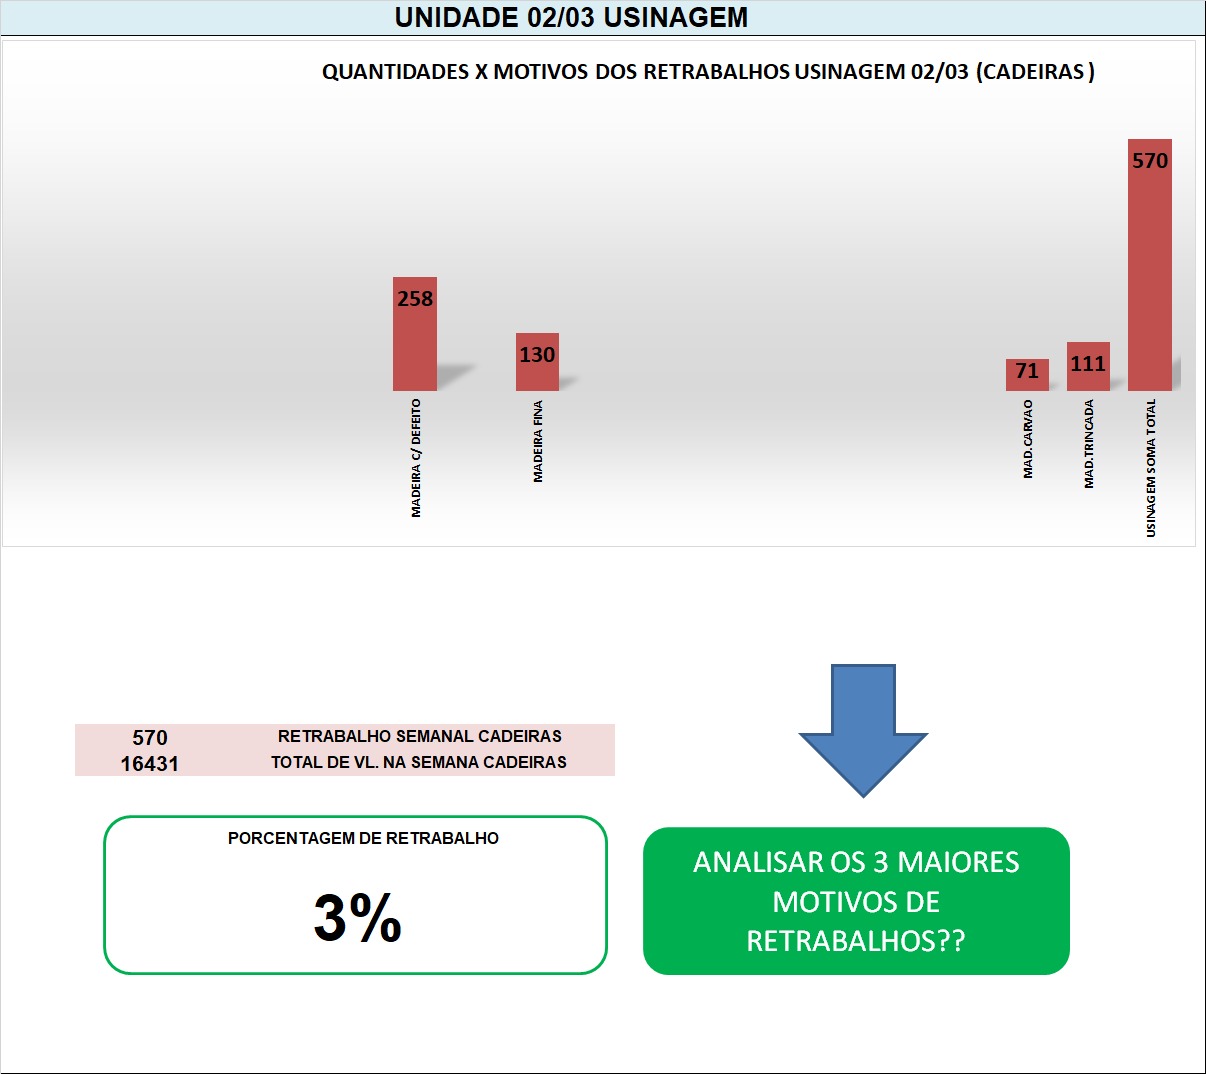 UNIDADE 02/03 USINAGEM
QUANTIDADES X MOTIVOS DOS RETRABALHOS USINAGEM 02/03 (CADEIRAS )
258
130
71
111
570
MADEIRA C/ DEFEITO
MADEIRA FINA
MAD.CARVAO
MAD.TRINCADA
USINAGEM SOMA TOTAL
570 RETRABALHO SEMANAL CADEIRAS
16431 TOTAL DE VL. NA SEMANA CADEIRAS
PORCENTAGEM DE RETRABALHO
3%
ANALISAR OS 3 MAIORES
MOTIVOS DE
RETRABALHOS??